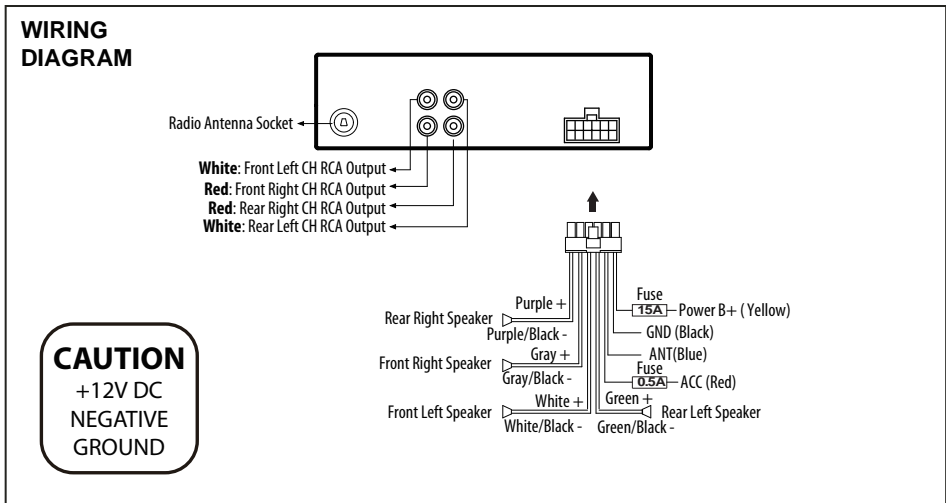 WIRING
DIAGRAM
Radio Antenna Socket
White: Front Left CH RCA Output
Red: Front Right CH RCA Output
Red: Rear Right CH RCA Output
White: Rear Left CH RCA Output
Purple +
Rear Right Speaker
Purple/Black -
Gray +
Front Right Speaker
Gray/Black -
White +
Front Left Speaker
White/Black -
Fuse
15A Power B+ ( Yellow)
GND (Black)
ANT(Blue)
Fuse
0.5A ACC (Red)
Green +
Rear Left Speaker
Green/Black -
CAUTION
+12V DC
NEGATIVE
GROUND